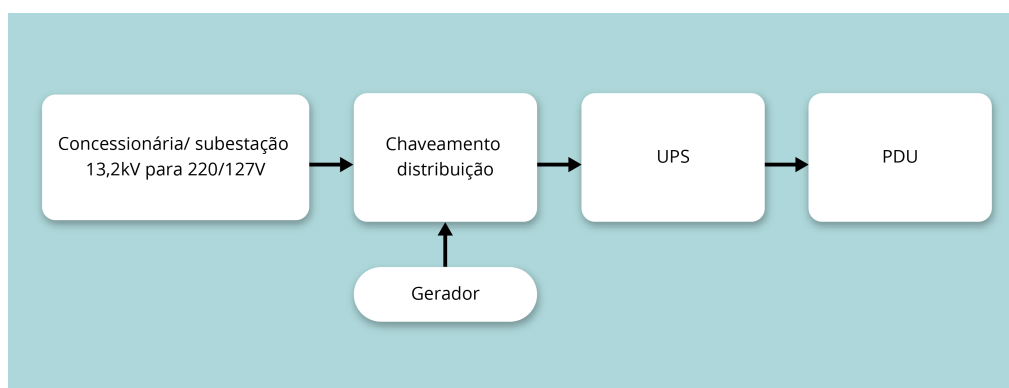 Concessionária/ subestação
13,2kV para 220/127V
Chaveamento
distribuição
UPS
PDU
Gerador